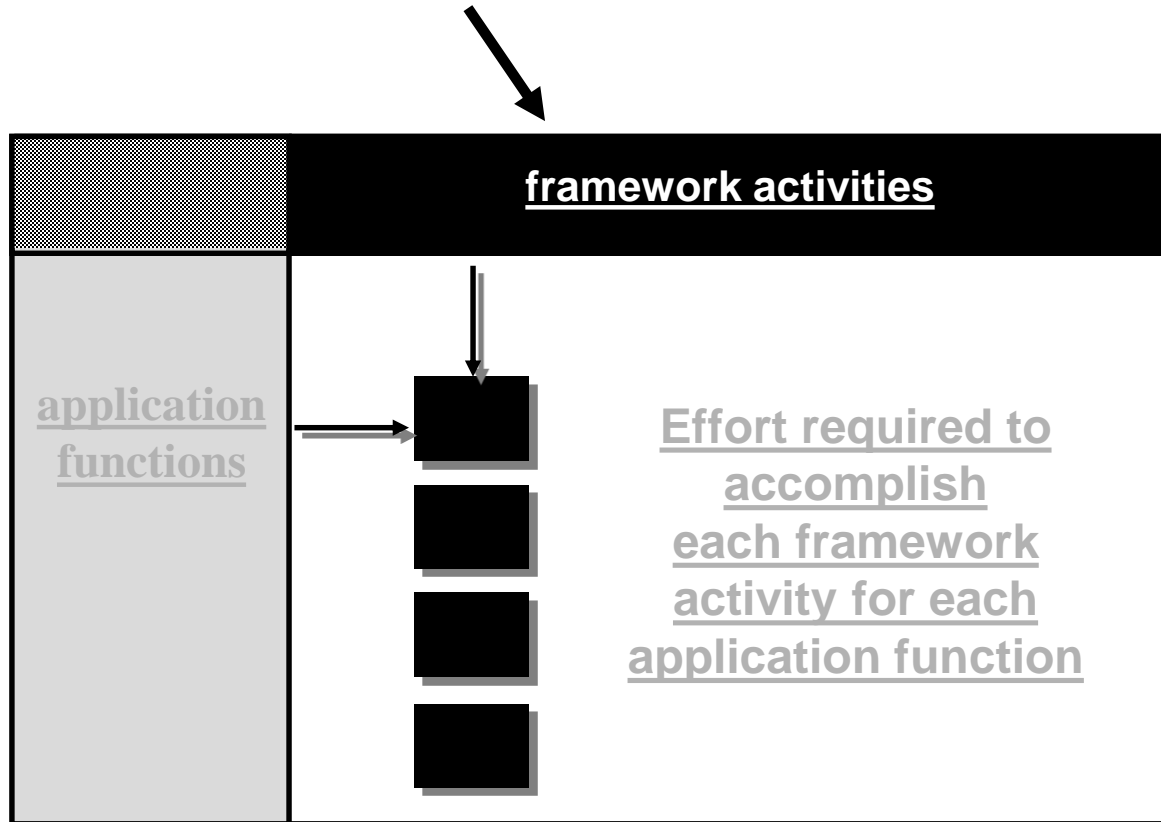 framework activities
application
functions
Effort required to
accomplish
each framework
activity for each
application function